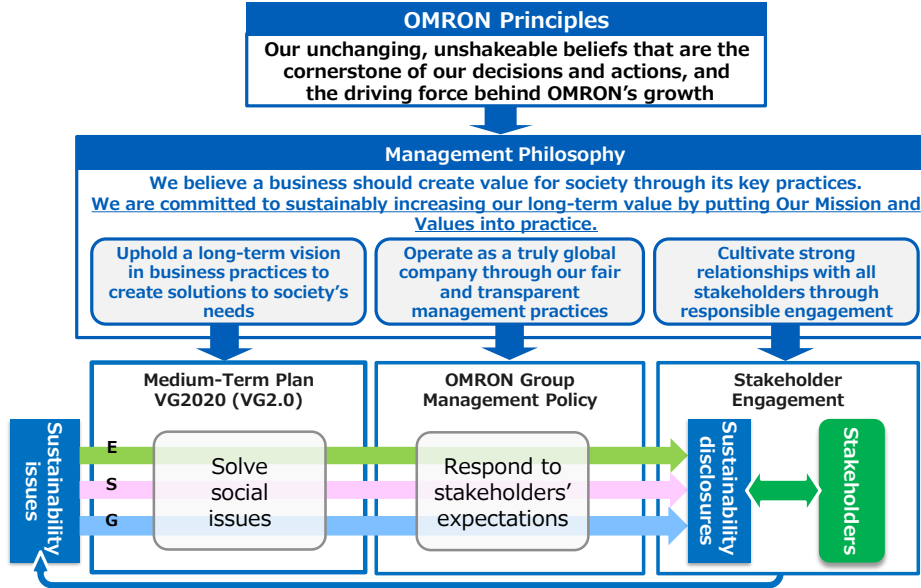 OMRON Principles
Our unchanging, unshakeable beliefs that are the
cornerstone of our decisions and actions, and
the driving force behind OMRON's growth
Management Philosophy
We believe a business should create value for society through its key practices.
We are committed to sustainably increasing our long-term value by putting Our Mission and
Values into practice.
Uphold a long-term vision
in business practices to
create solutions to society's
needs
Operate as a truly global
company through our fair
and transparent
management practices
Cultivate strong
relationships with all
stakeholders through
responsible engagement
Medium-Term Plan
VG2020 (VG2.0)
OMRON Group
Management Policy
Stakeholder
Engagement
Sustainability
issues
E
S
G
Solve
social
issues
Respond to
stakeholders'
expectations
Sustainability
disclosures
Stakeholders